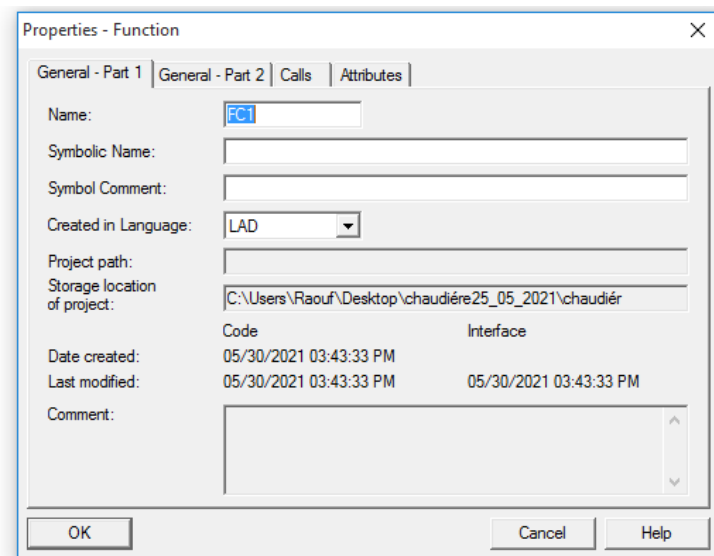 Properties - Function
General - Part 1 General - Part 2 Calls Attributes
Name: FC1
Symbolic Name:
Symbol Comment:
Created in Language: LAD
Project path:
Storage location
of project: C:\Users\Raouf\Desktop\chaudiére25_05_2021\chaudiér
Code Interface
Date created: 05/30/2021 03:43:33 PM
Last modified: 05/30/2021 03:43:33 PM 05/30/2021 03:43:33 PM
Comment:
OK Cancel Help